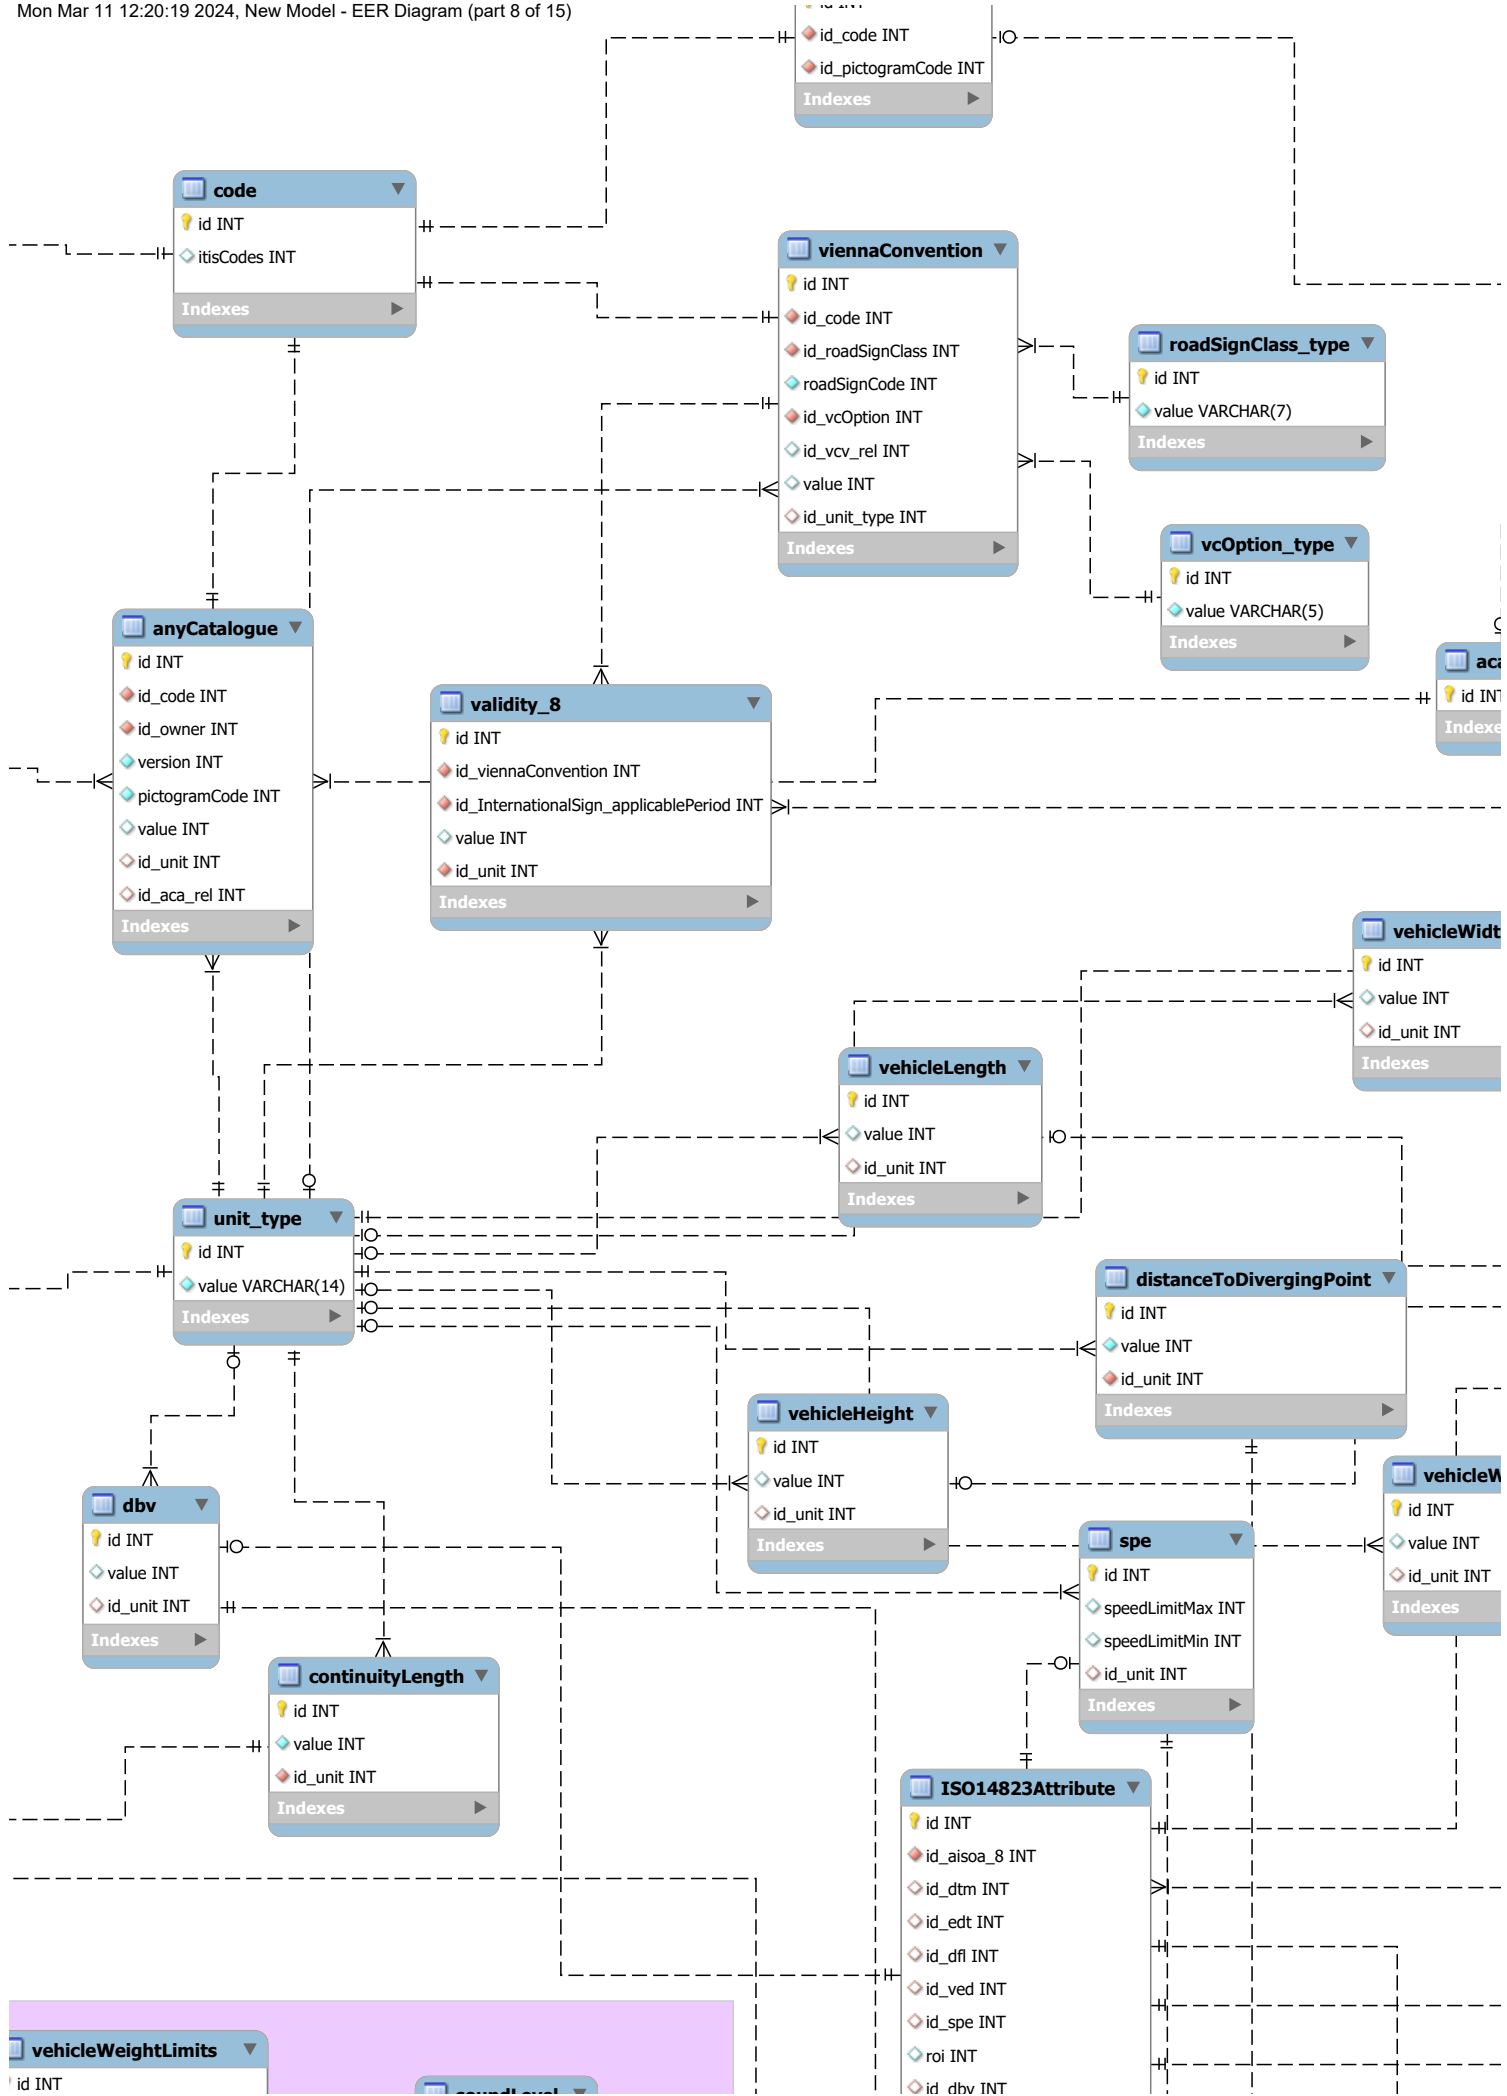 Mon Mar 11 12:20:19 2024, New Model - EER Diagram (part 8 of 15)
id_code INT
id_pictogramCode INT
Indexes
code
id INT
itisCodes INT
Indexes
viennaConvention
id INT
id_code INT
id_roadSignClass INT
roadSignCode INT
id_vcOption INT
id_vcv_rel INT
value INT
id_unit_type INT
Indexes
roadSignClass_type
id INT
value VARCHAR(7)
Indexes
vcOption_type
id INT
value VARCHAR(5)
Indexes
anyCatalogue
id INT
id_code INT
id_owner INT
version INT
pictogramCode INT
value INT
id_unit INT
id_aca_rel INT
Indexes
validity_8
id INT
id_viennaConvention INT
id_InternationalSign_applicablePeriod INT
value INT
id_unit INT
Indexes
aca
id INT
Indexe
vehicleWidt
id INT
value INT
id_unit INT
Indexes
vehicleLength
id INT
value INT
id_unit INT
Indexes
unit_type
id INT
value VARCHAR(14)
Indexes
distanceToDivergingPoint
id INT
value INT
id_unit INT
Indexes
vehicleHeight
id INT
value INT
id_unit INT
Indexes
vehicleW
id INT
value INT
id_unit INT
Indexes
dbv
id INT
value INT
id_unit INT
Indexes
spe
id INT
speedLimitMax INT
speedLimitMin INT
id_unit INT
Indexes
continuityLength
id INT
value INT
id_unit INT
Indexes
ISO14823Attribute
id INT
id_aisoa_8 INT
id_dtm INT
id_edt INT
id_dfl INT
id_ved INT
id_spe INT
roi INT
id_dbv INT
vehicleWeightLimits
id INT
soundLevel